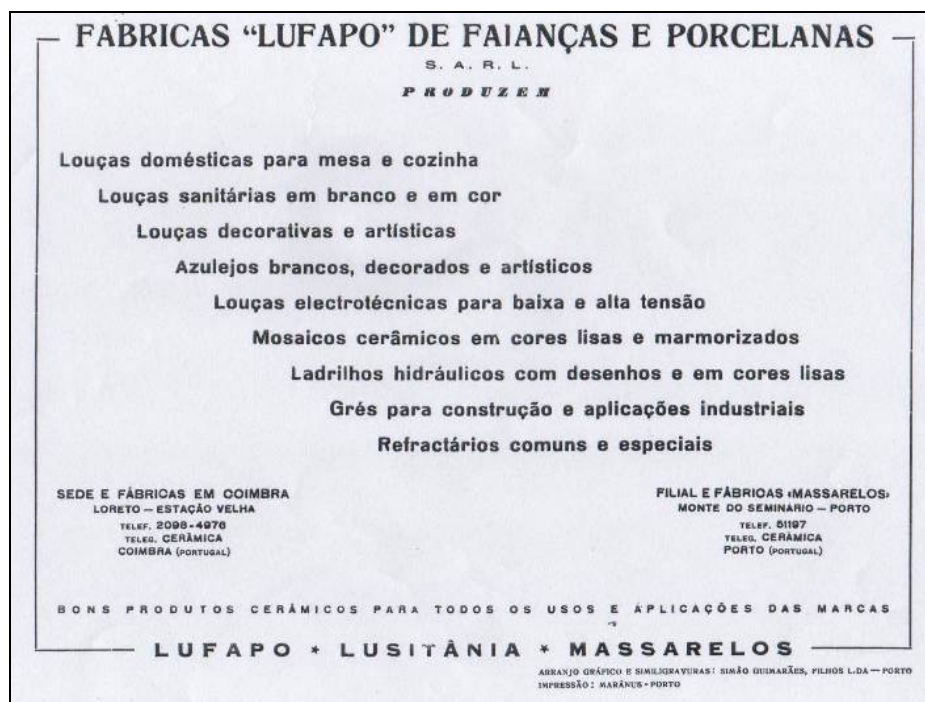 FABRICAS “LUFAPO” DE FAIANÇAS E PORCELANAS
S. A. R. L.
PRODUZEM
Louças domésticas para mesa e cozinha
Louças sanitárias em branco e em cor
Louças decorativas e artísticas
Azulejos brancos, decorados e artísticos
Louças electrotécnicas para baixa e alta tensão
Mosaicos cerâmicos em cores lisas e marmorizados
Ladrilhos hidráulicos com desenhos e em cores lisas
Grés para construção e aplicações industriais
Refractários comuns e especiais
SEDE E FÁBRICAS EM COIMBRA
LORETO — ESTAÇÃO VELHA
TELEF. 2098-4976
TELEG. CERÂMICA
COIMBRA (PORTUGAL)
FILIAL E FÁBRICAS «MASSARELOS»
MONTE DO SEMINÁRIO — PORTO
TELEF. 51197
TELEG. CERÂMICA
PORTO (PORTUGAL)
BONS PRODUTOS CERÂMICOS PARA TODOS OS USOS E APLICAÇÕES DAS MARCAS
LUFAPO * LUSITÂNIA * MASSARELOS
ARRANJO GRÁFICO E SIMILIGRAVURAS: SIMÃO GUIMARÃES, FILHOS L.DA — PORTO
IMPRESSÃO: MARÂNUS - PORTO